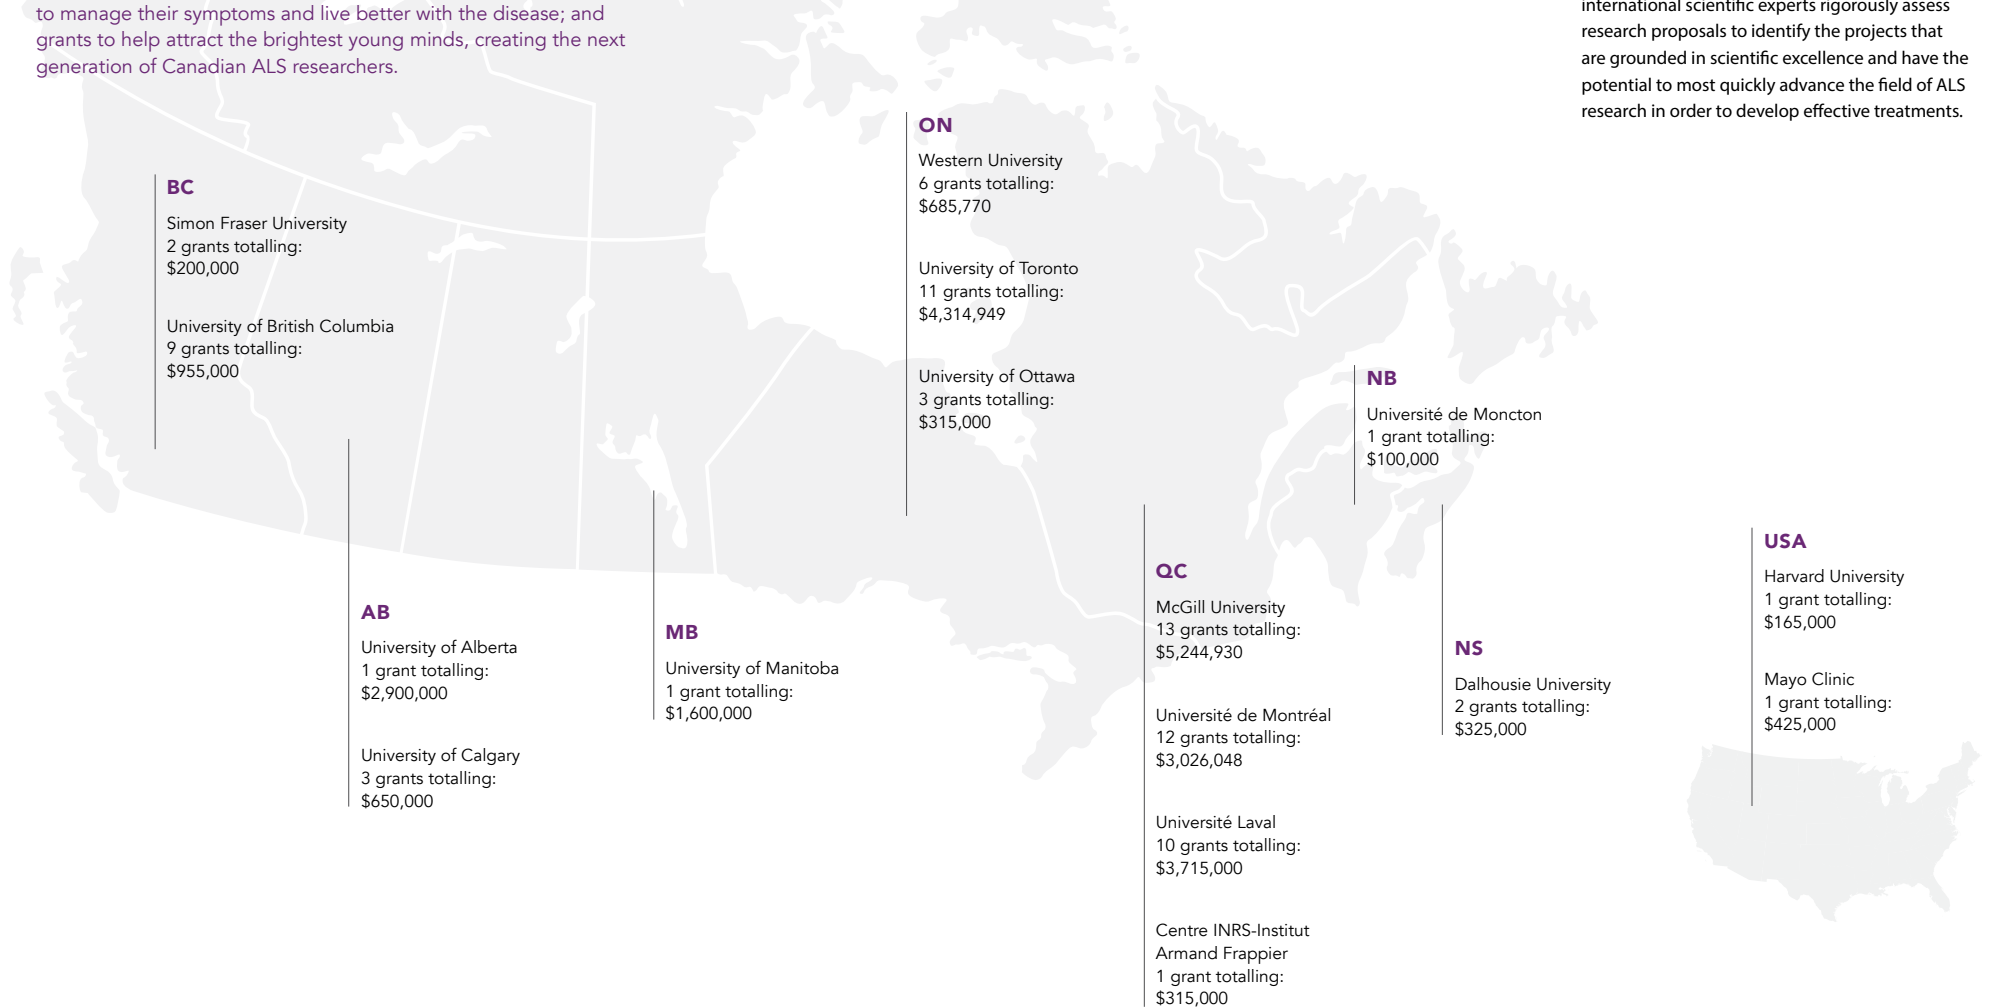 to manage their symptoms and live better with the disease; and
grants to help attract the brightest young minds, creating the next
generation of Canadian ALS researchers.
international scientific experts rigorously assess
research proposals to identify the projects that
are grounded in scientific excellence and have the
potential to most quickly advance the field of ALS
research in order to develop effective treatments.
BC
Simon Fraser University
2 grants totalling:
$200,000
University of British Columbia
9 grants totalling:
$955,000
AB
University of Alberta
1 grant totalling:
$2,900,000
University of Calgary
3 grants totalling:
$650,000
MB
University of Manitoba
1 grant totalling:
$1,600,000
ON
Western University
6 grants totalling:
$685,770
University of Toronto
11 grants totalling:
$4,314,949
University of Ottawa
3 grants totalling:
$315,000
QC
McGill University
13 grants totalling:
$5,244,930
Université de Montréal
12 grants totalling:
$3,026,048
Université Laval
10 grants totalling:
$3,715,000
Centre INRS-Institut
Armand Frappier
1 grant totalling:
$315,000
NB
Université de Moncton
1 grant totalling:
$100,000
NS
Dalhousie University
2 grants totalling:
$325,000
USA
Harvard University
1 grant totalling:
$165,000
Mayo Clinic
1 grant totalling:
$425,000